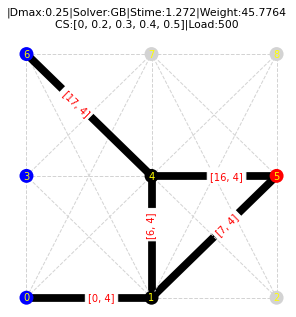 |Dmax:0.25|Solver:GB|Stime:1.272|Weight:45.7764
CS:[0, 0.2, 0.3, 0.4, 0.5]|Load:500
6 7 8
[17, 4]
3 4 5
[16, 4]
[6, 4] [7, 4]
0 [0, 4] 1 2